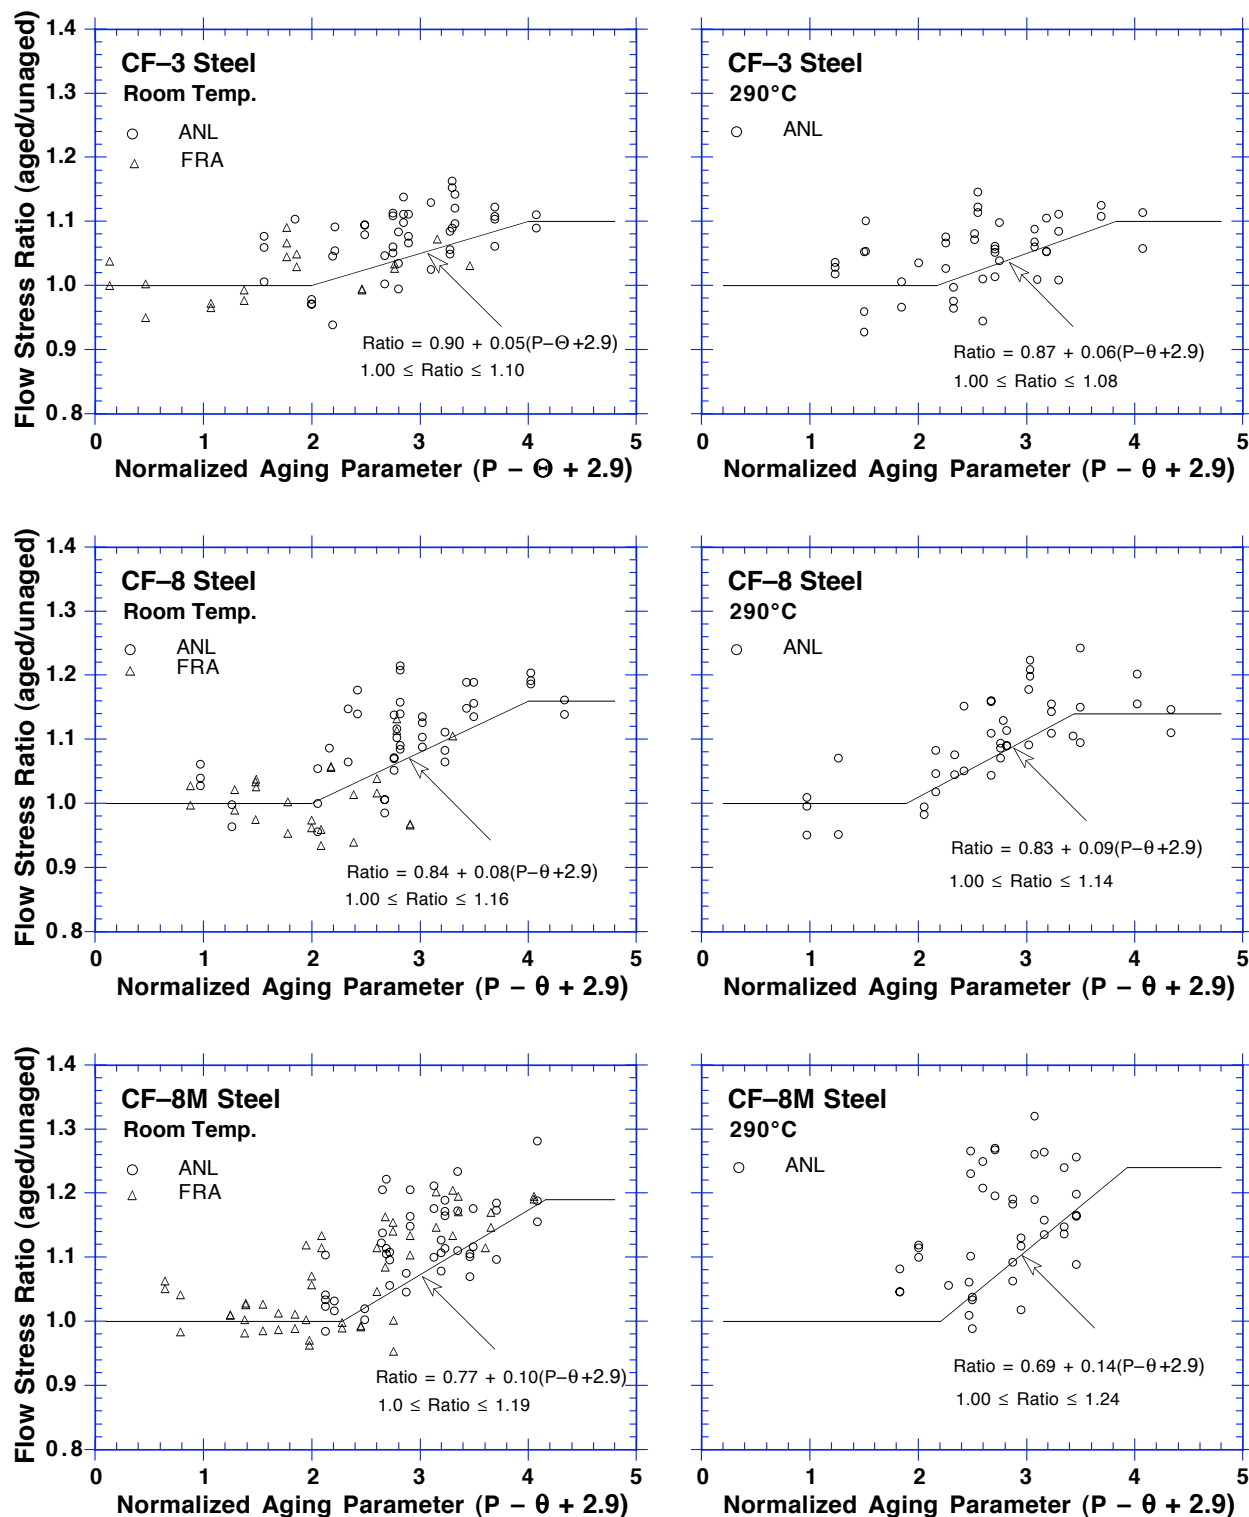 Flow Stress Ratio (aged/unaged)
1.4
1.3
1.2
1.1
1.0
0.9
0.8
CF–3 Steel
Room Temp.
ANL
FRA
Ratio = 0.90 + 0.05(P–Θ+2.9)
1.00 ≤ Ratio ≤ 1.10
0 1 2 3 4 5
Normalized Aging Parameter (P – Θ + 2.9)
CF–3 Steel
290°C
ANL
Ratio = 0.87 + 0.06(P–θ+2.9)
1.00 ≤ Ratio ≤ 1.08
0 1 2 3 4 5
Normalized Aging Parameter (P – θ + 2.9)
Flow Stress Ratio (aged/unaged)
1.4
1.3
1.2
1.1
1.0
0.9
0.8
CF–8 Steel
Room Temp.
ANL
FRA
Ratio = 0.84 + 0.08(P–θ+2.9)
1.00 ≤ Ratio ≤ 1.16
0 1 2 3 4 5
Normalized Aging Parameter (P – θ + 2.9)
CF–8 Steel
290°C
ANL
Ratio = 0.83 + 0.09(P–θ+2.9)
1.00 ≤ Ratio ≤ 1.14
0 1 2 3 4 5
Normalized Aging Parameter (P – θ + 2.9)
Flow Stress Ratio (aged/unaged)
1.4
1.3
1.2
1.1
1.0
0.9
0.8
CF–8M Steel
Room Temp.
ANL
FRA
Ratio = 0.77 + 0.10(P–θ+2.9)
1.0 ≤ Ratio ≤ 1.19
0 1 2 3 4 5
Normalized Aging Parameter (P – θ + 2.9)
CF–8M Steel
290°C
ANL
Ratio = 0.69 + 0.14(P–θ+2.9)
1.00 ≤ Ratio ≤ 1.24
0 1 2 3 4 5
Normalized Aging Parameter (P – θ + 2.9)